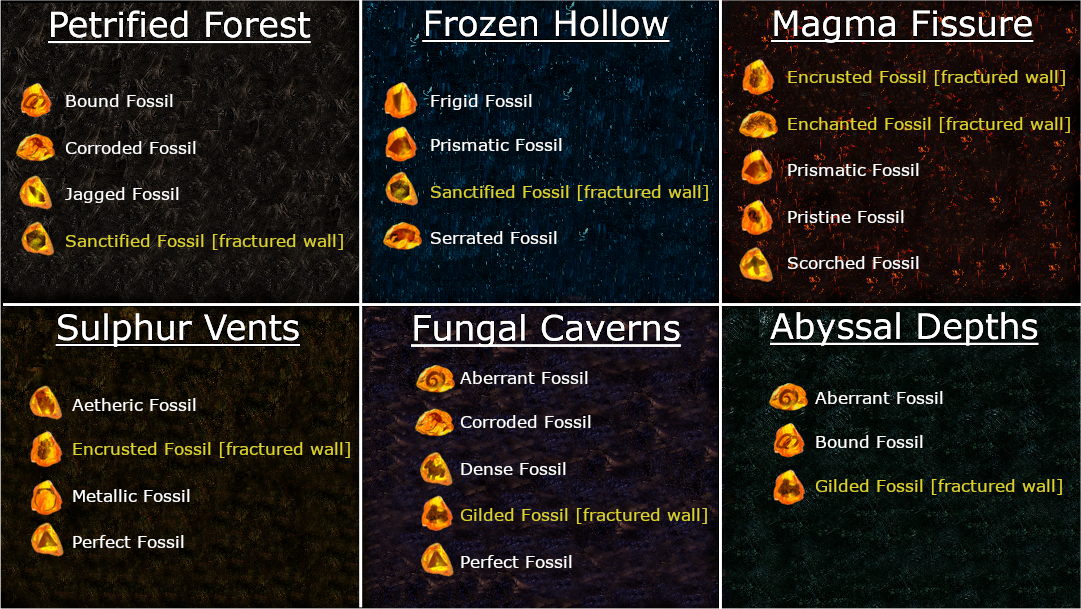 Petrified Forest
Bound Fossil
Corroded Fossil
Jagged Fossil
Sanctified Fossil [fractured wall]
Frozen Hollow
Frigid Fossil
Prismatic Fossil
Sanctified Fossil [fractured wall]
Serrated Fossil
Magma Fissure
Encrusted Fossil [fractured wall]
Enchanted Fossil [fractured wall]
Prismatic Fossil
Pristine Fossil
Scorched Fossil
Sulphur Vents
Aetheric Fossil
Encrusted Fossil [fractured wall]
Metallic Fossil
Perfect Fossil
Fungal Caverns
Aberrant Fossil
Corroded Fossil
Dense Fossil
Gilded Fossil [fractured wall]
Perfect Fossil
Abyssal Depths
Aberrant Fossil
Bound Fossil
Gilded Fossil [fractured wall]